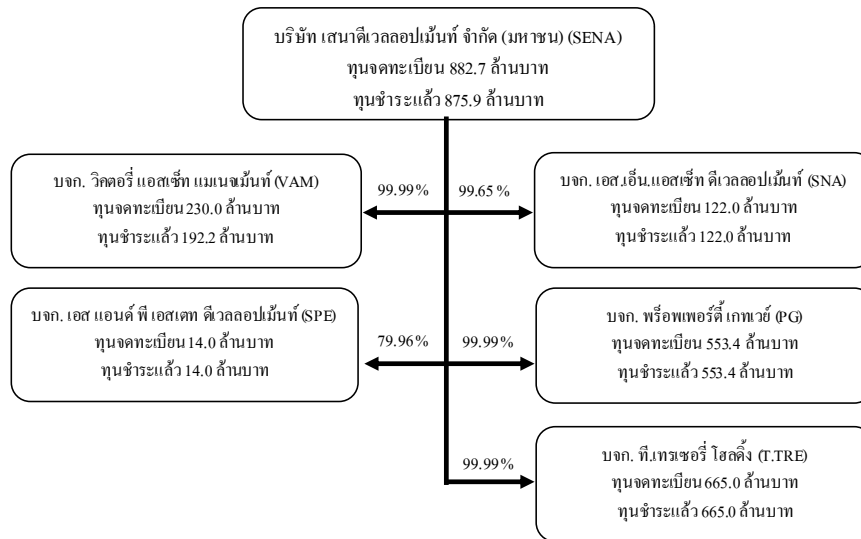 บริษัท เสนาดีเวลลอปเม้นท์ จำกัด (มหาชน) (SENA)
ทุนจดทะเบียน 882.7 ล้านบาท
ทุนชำระแล้ว 875.9 ล้านบาท
บจก. วิคตอรี่ แอสเซ็ท แมเนจเม้นท์ (VAM)
ทุนจดทะเบียน 230.0 ล้านบาท
ทุนชำระแล้ว 192.2 ล้านบาท
99.99%
99.65%
บจก. เอส.เอ็น.แอสเซ็ท ดีเวลลอปเม้นท์ (SNA)
ทุนจดทะเบียน 122.0 ล้านบาท
ทุนชำระแล้ว 122.0 ล้านบาท
บจก. เอส แอนด์ พี เอสเตท ดีเวลลอปเม้นท์ (SPE)
ทุนจดทะเบียน 14.0 ล้านบาท
ทุนชำระแล้ว 14.0 ล้านบาท
79.96%
99.99%
บจก. พร็อพเพอร์ตี้ เกทเวย์ (PG)
ทุนจดทะเบียน 553.4 ล้านบาท
ทุนชำระแล้ว 553.4 ล้านบาท
99.99%
บจก. ที.เทรเซอรี่ โฮลดิ้ง (T.TRE)
ทุนจดทะเบียน 665.0 ล้านบาท
ทุนชำระแล้ว 665.0 ล้านบาท